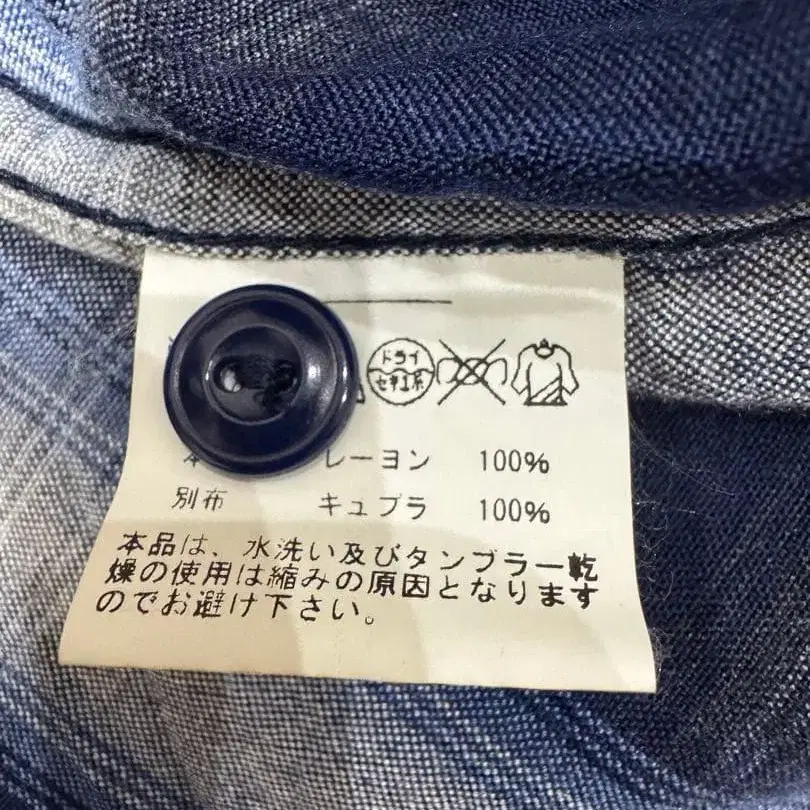 ドライ
セキユ系
レーヨン 100%
別布 キュプラ 100%
本品は、水洗い及びタンブラー乾
燥の使用は縮みの原因となります
のでお避け下さい。